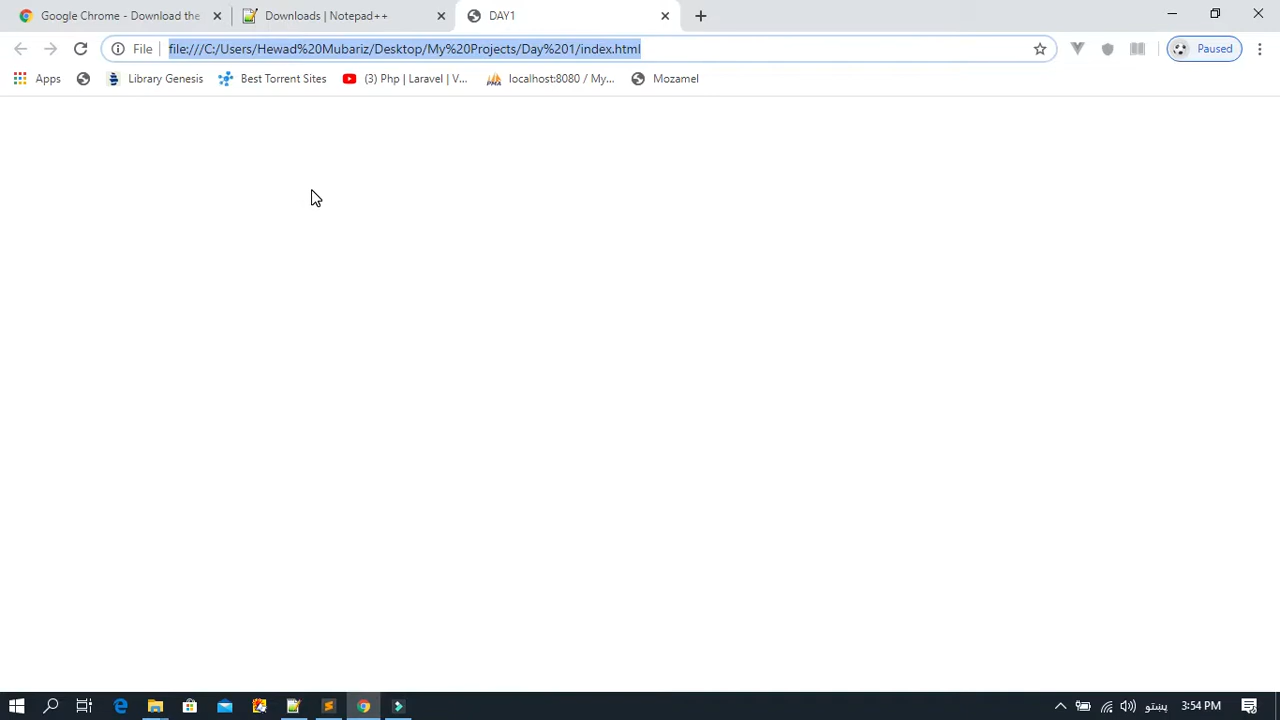 Google Chrome - Download the
Downloads | Notepad++
DAY1
File
file:///C:/Users/Hewad%20Mubariz/Desktop/My%20Projects/Day%201/index.html
Paused
Apps
Library Genesis
Best Torrent Sites
(3) Php | Laravel | V...
localhost:8080 / My...
Mozamel
پښتو
3:54 PM